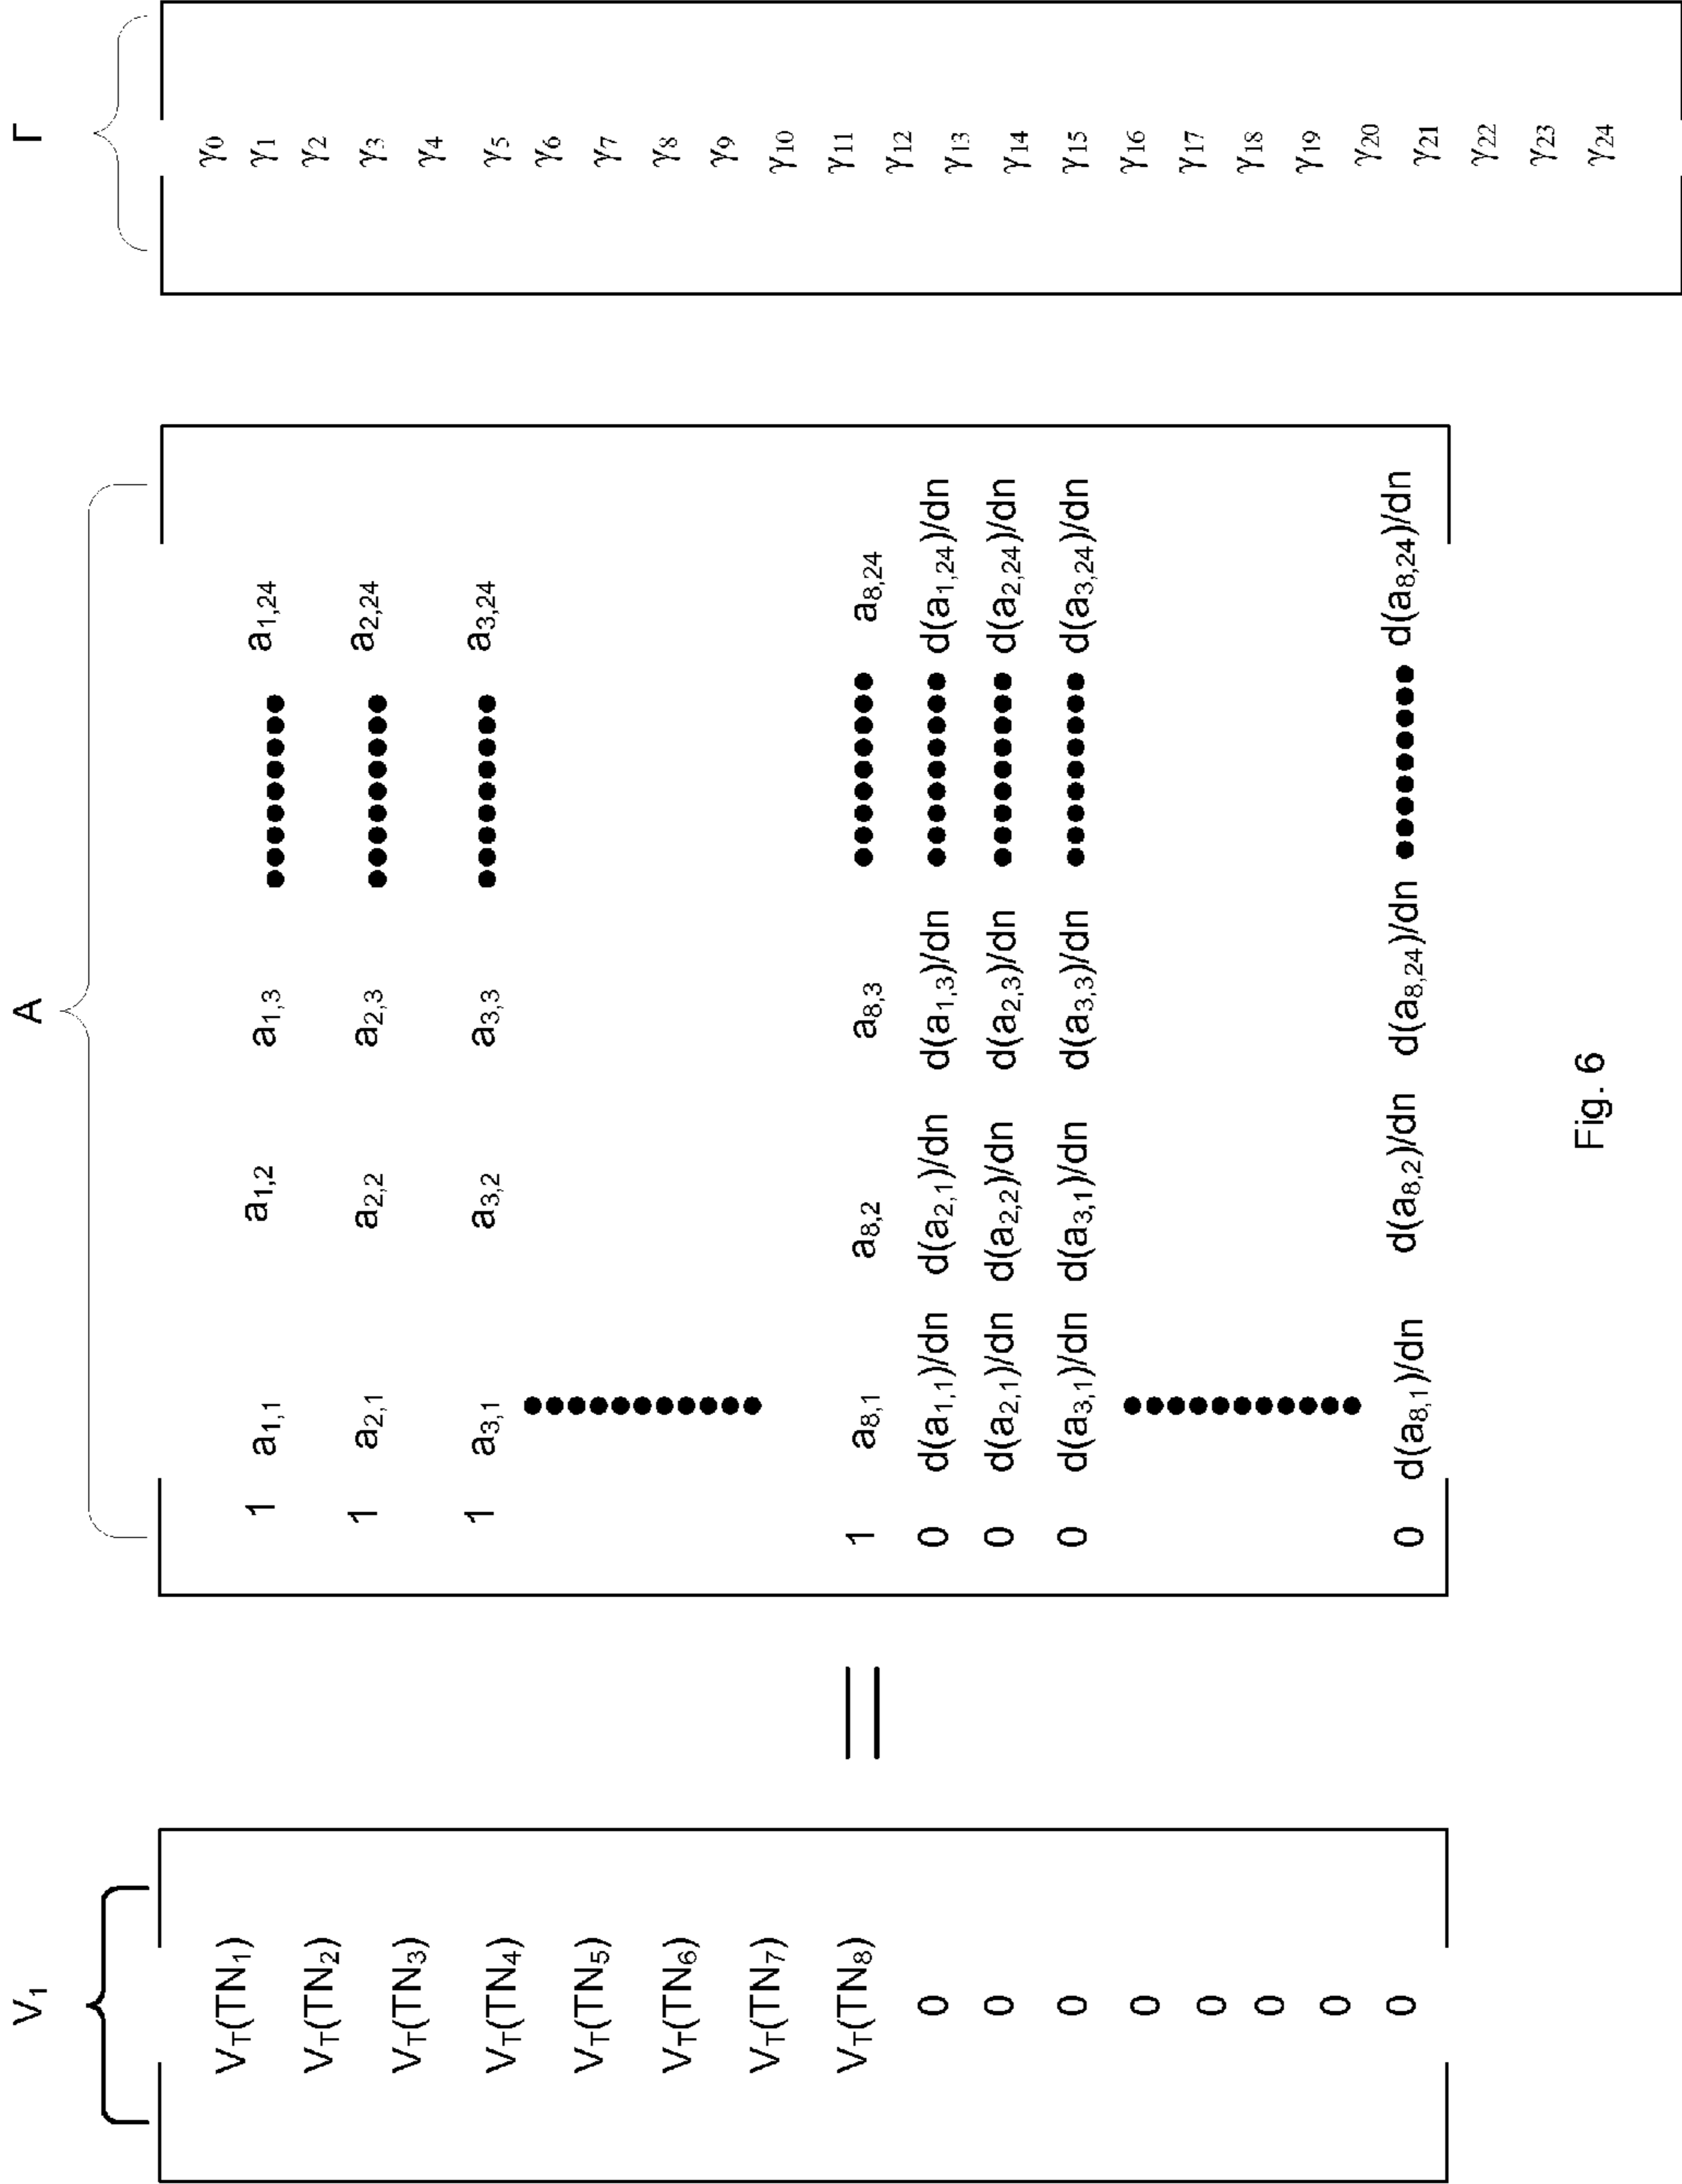 V1 A Γ
VT(TN1)
VT(TN2)
VT(TN3)
VT(TN4)
VT(TN5)
VT(TN6)
VT(TN7)
VT(TN8)
0
0
0
0
0
0
0
0
=
1 a1,1 a1,2 a1,3 ●●●●●●●●● a1,24
1 a2,1 a2,2 a2,3 ●●●●●●●●● a2,24
1 a3,1 a3,2 a3,3 ●●●●●●●●● a3,24
1 a8,1 a8,2 a8,3 ●●●●●●●●● a8,24
0 d(a1,1)/dn d(a2,1)/dn d(a1,3)/dn ●●●●●●●●● d(a1,24)/dn
0 d(a2,1)/dn d(a2,2)/dn d(a2,3)/dn ●●●●●●●●● d(a2,24)/dn
0 d(a3,1)/dn d(a3,1)/dn d(a3,3)/dn ●●●●●●●●● d(a3,24)/dn
0 d(a8,1)/dn d(a8,2)/dn d(a8,24)/dn ●●●●●●●●● d(a8,24)/dn
γ0
γ1
γ2
γ3
γ4
γ5
γ6
γ7
γ8
γ9
γ10
γ11
γ12
γ13
γ14
γ15
γ16
γ17
γ18
γ19
γ20
γ21
γ22
γ23
γ24
Fig. 6